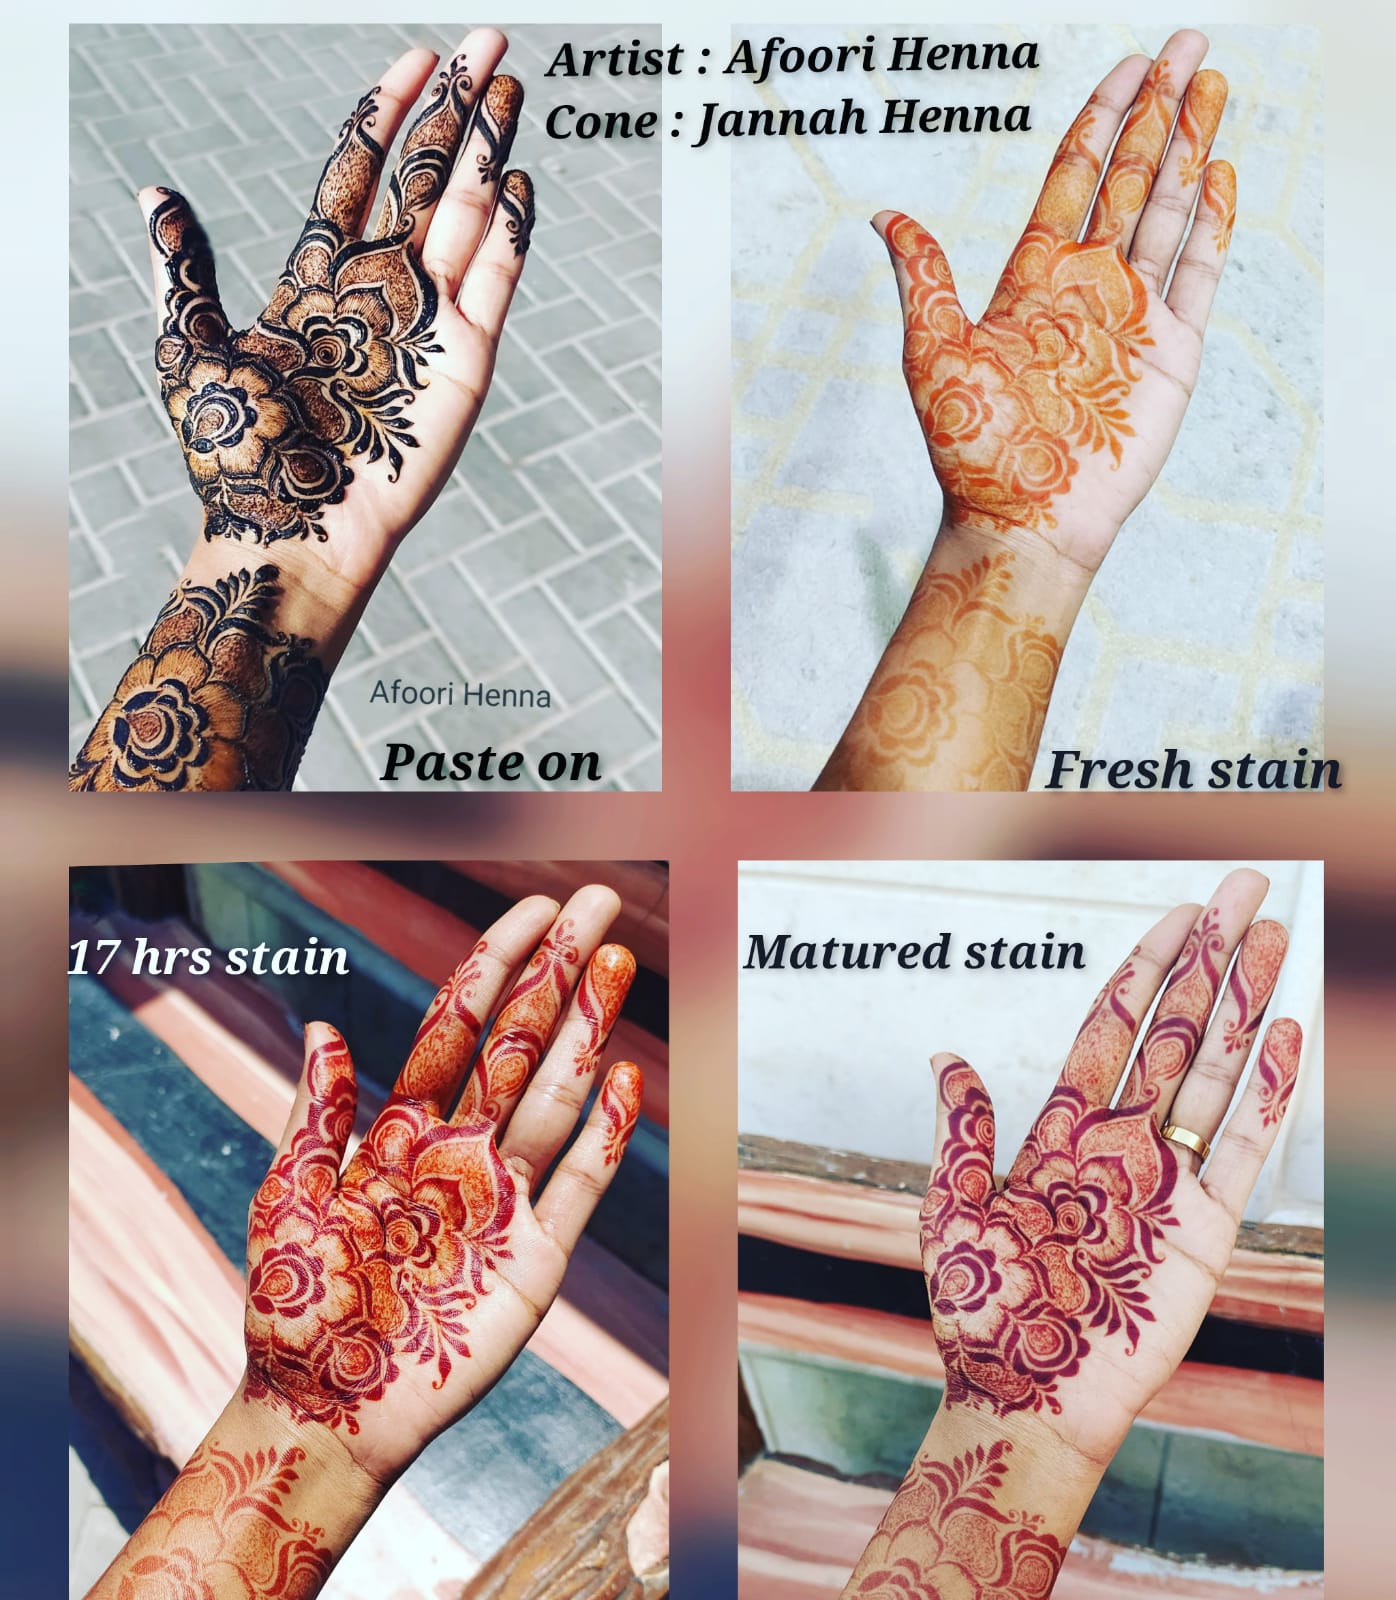 Artist : Afoori Henna
Cone : Jannah Henna
Afoori Henna
Paste on
Fresh stain
17 hrs stain
Matured stain